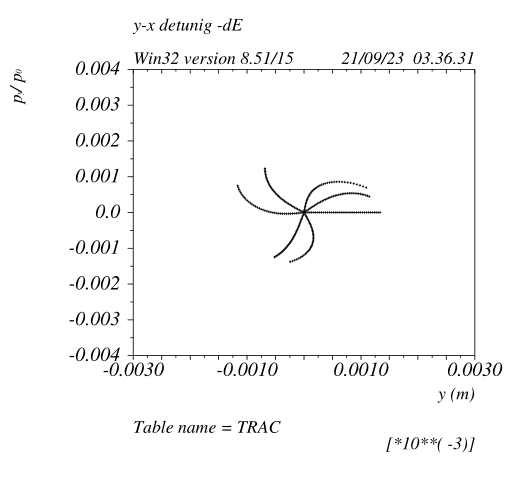 y-x detunig -dE
Win32 version 8.51/15 21/09/23 03.36.31
0.004
0.003
0.002
0.001
0.0
-0.001
-0.002
-0.003
-0.004
p_y/ p_0
-0.0030 -0.0010 0.0010 0.0030
y (m)
Table name = TRAC
[*10**( -3)]